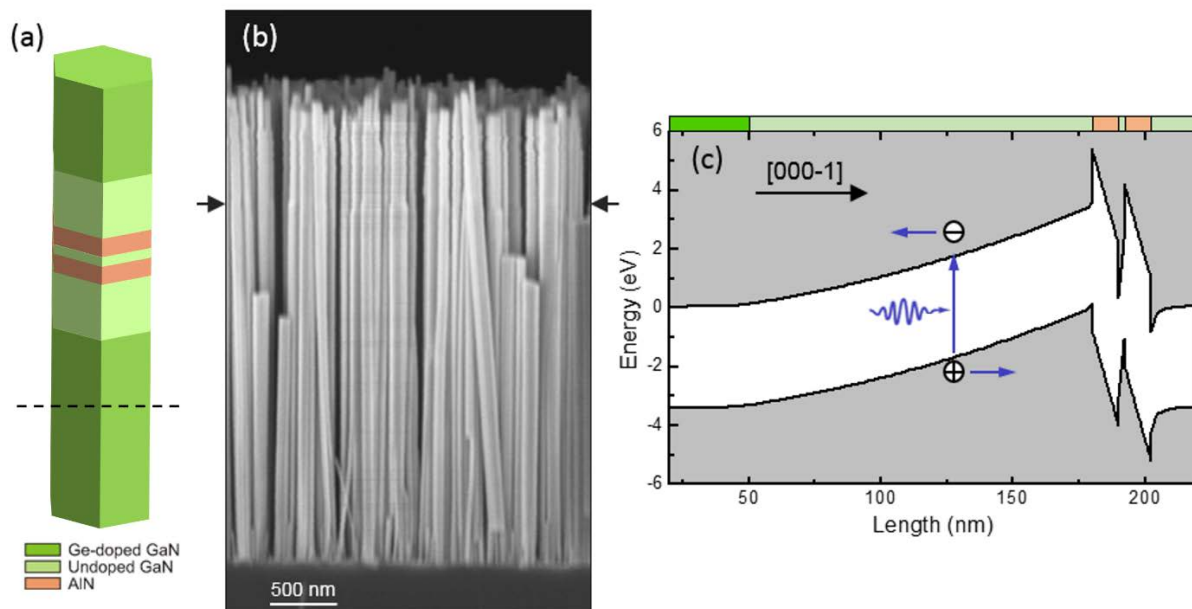 (a)
Ge-doped GaN
Undoped GaN
AlN
(b)
500 nm
(c)
[000-1]
6
4
2
0
-2
-4
-6
Energy (eV)
50
100
150
200
Length (nm)